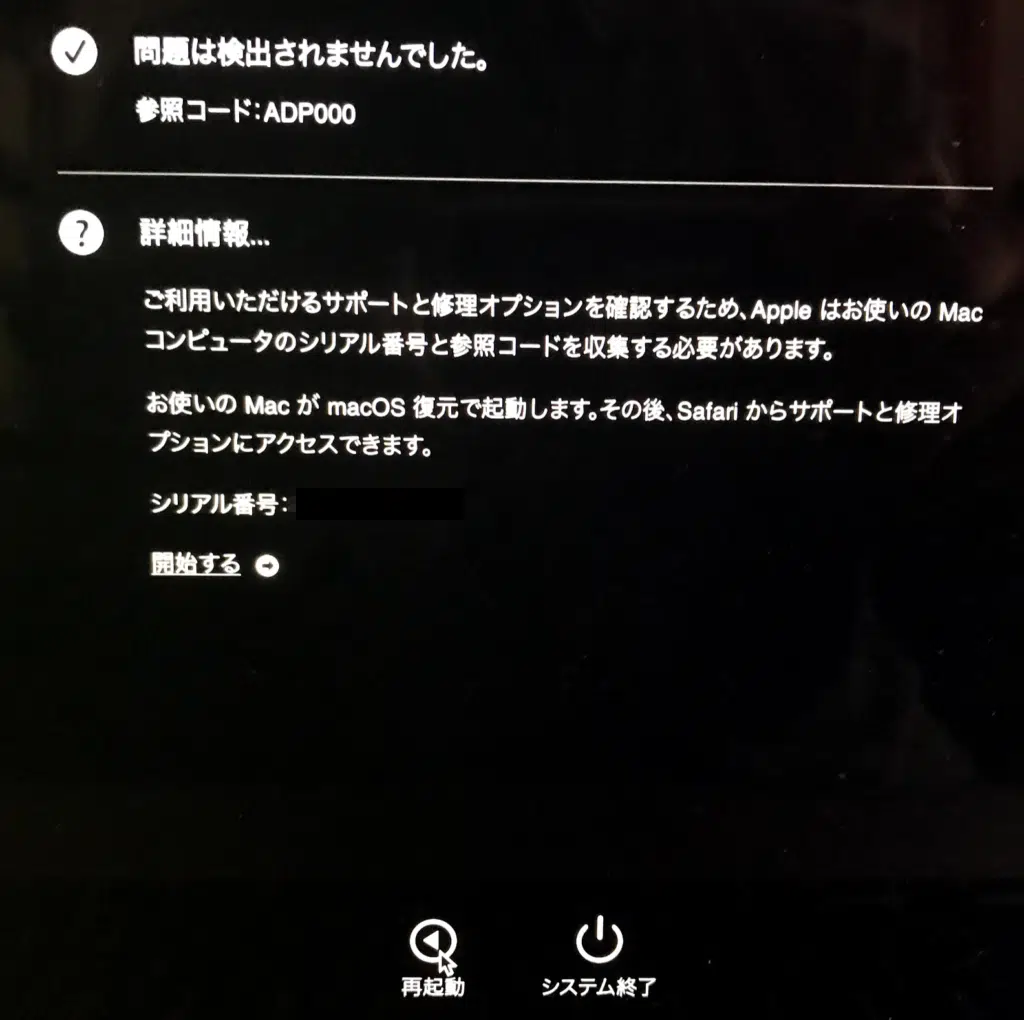 問題は検出されませんでした。
参照コード：ADP000
?
詳細情報...
ご利用いただけるサポートと修理オプションを確認するため、Apple はお使いの Mac
コンピュータのシリアル番号と参照コードを収集する必要があります。
お使いの Mac が macOS 復元で起動します。その後、Safari からサポートと修理オ
プションにアクセスできます。
シリアル番号：
開始する
再起動
システム終了